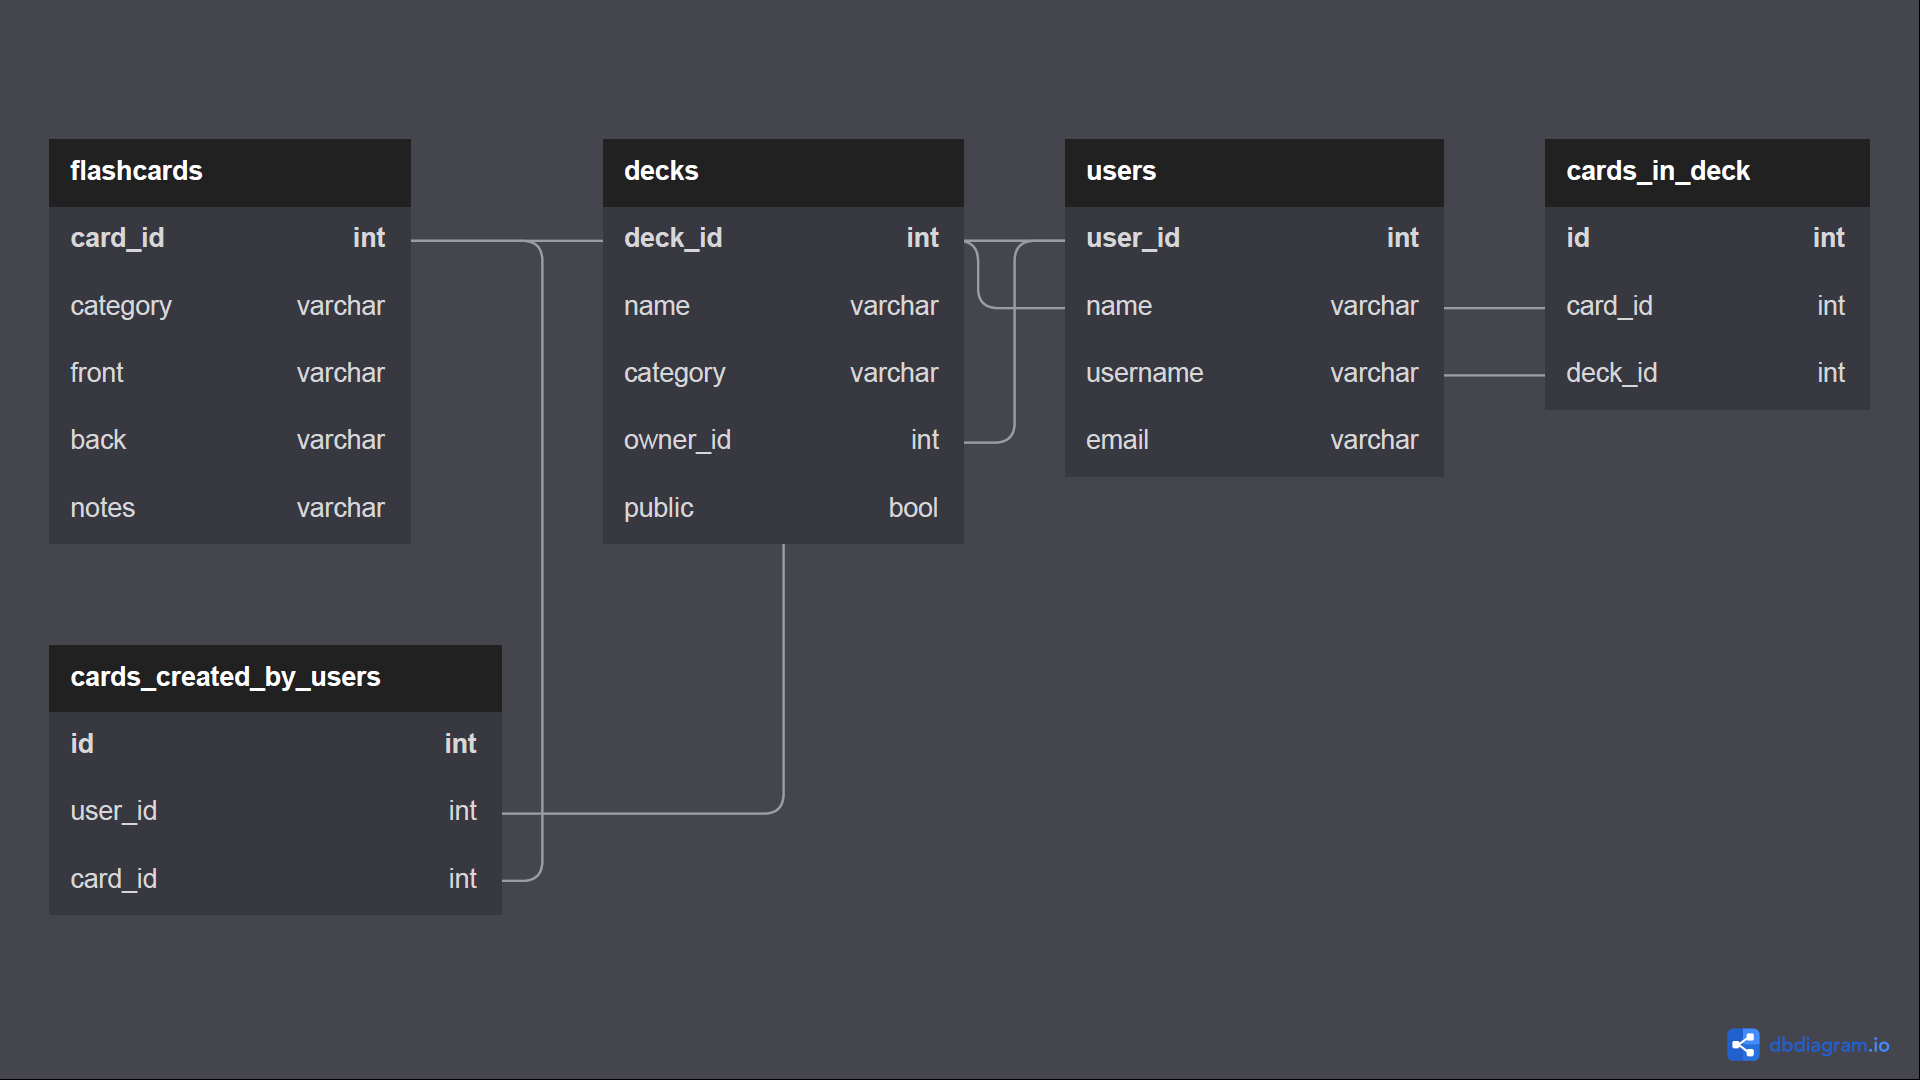 flashcards
card_id int
category varchar
front varchar
back varchar
notes varchar
decks
deck_id int
name varchar
category varchar
owner_id int
public bool
users
user_id int
name varchar
username varchar
email varchar
cards_in_deck
id int
card_id int
deck_id int
cards_created_by_users
id int
user_id int
card_id int
dbdiagram.io